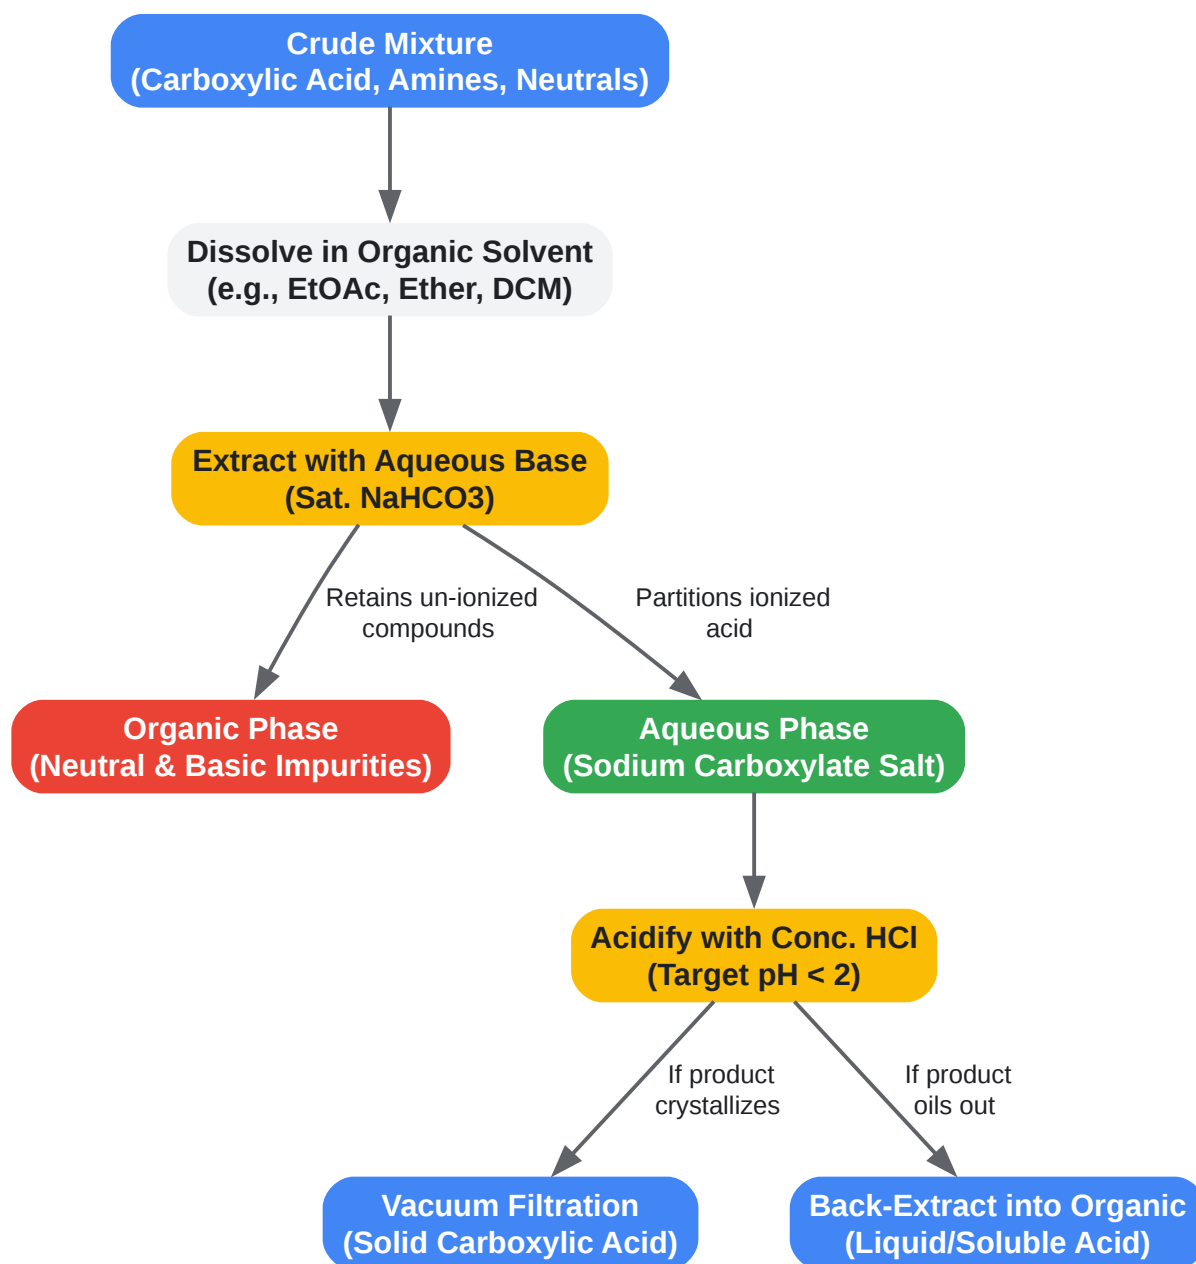 Crude Mixture
(Carboxylic Acid, Amines, Neutrals)
Dissolve in Organic Solvent
(e.g., EtOAc, Ether, DCM)
Extract with Aqueous Base
(Sat. NaHCO3)
Retains un-ionized
compounds
Partitions ionized
acid
Organic Phase
(Neutral & Basic Impurities)
Aqueous Phase
(Sodium Carboxylate Salt)
Acidify with Conc. HCl
(Target pH < 2)
If product
crystallizes
If product
oils out
Vacuum Filtration
(Solid Carboxylic Acid)
Back-Extract into Organic
(Liquid/Soluble Acid)